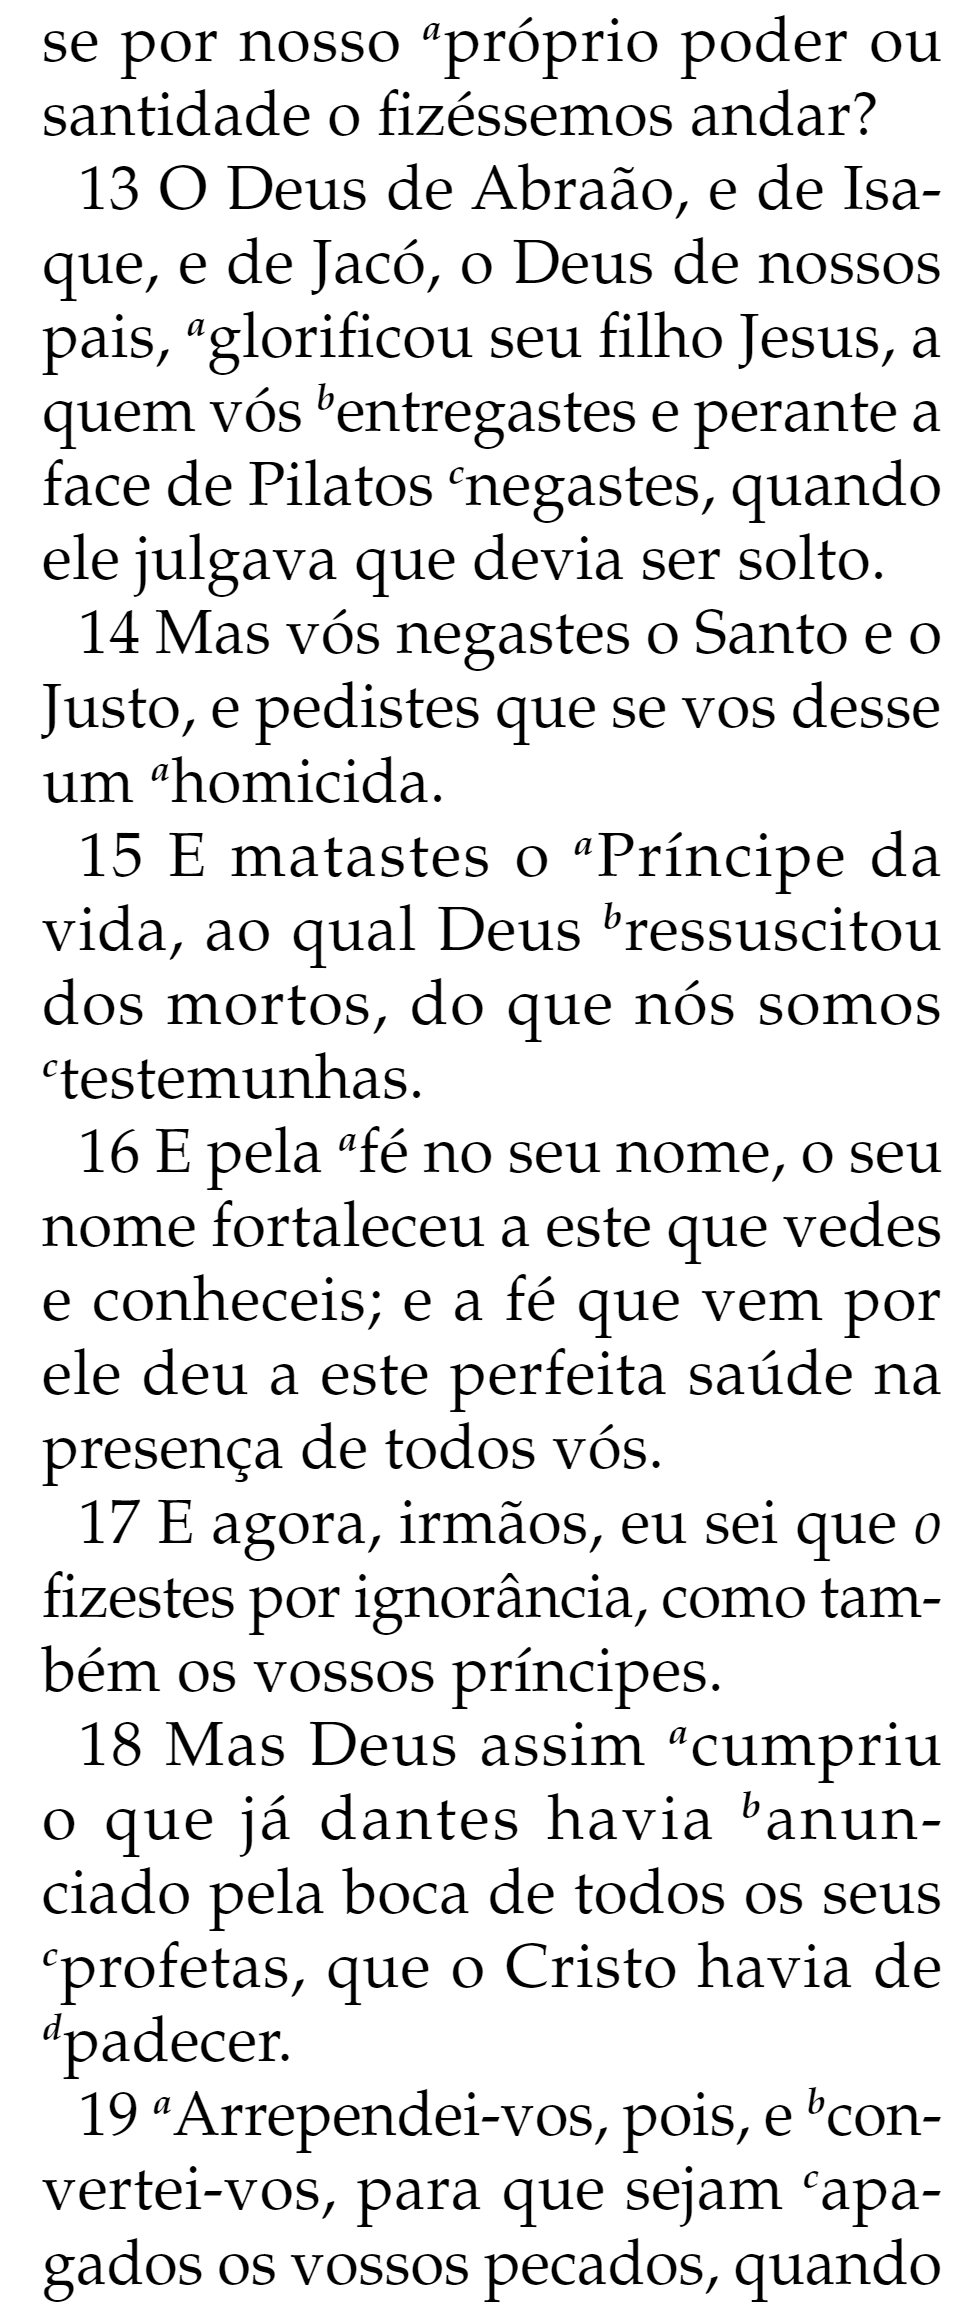 se por nosso ᵃpróprio poder ou
santidade o fizéssemos andar?
13 O Deus de Abraão, e de Isa-
que, e de Jacó, o Deus de nossos
pais, ᵃglorificou seu filho Jesus, a
quem vós ᵇentregastes e perante a
face de Pilatos ᶜnegastes, quando
ele julgava que devia ser solto.
14 Mas vós negastes o Santo e o
Justo, e pedistes que se vos desse
um ᵃhomicida.
15 E matastes o ᵃPríncipe da
vida, ao qual Deus ᵇressuscitou
dos mortos, do que nós somos
ᶜtestemunhas.
16 E pela ᵃfé no seu nome, o seu
nome fortaleceu a este que vedes
e conheceis; e a fé que vem por
ele deu a este perfeita saúde na
presença de todos vós.
17 E agora, irmãos, eu sei que o
fizestes por ignorância, como tam-
bém os vossos príncipes.
18 Mas Deus assim ᵃcumpriu
o que já dantes havia ᵇanun-
ciado pela boca de todos os seus
ᶜprofetas, que o Cristo havia de
ᵈpadecer.
19 ᵃArrependei-vos, pois, e ᵇcon-
vertei-vos, para que sejam ᶜapa-
gados os vossos pecados, quando